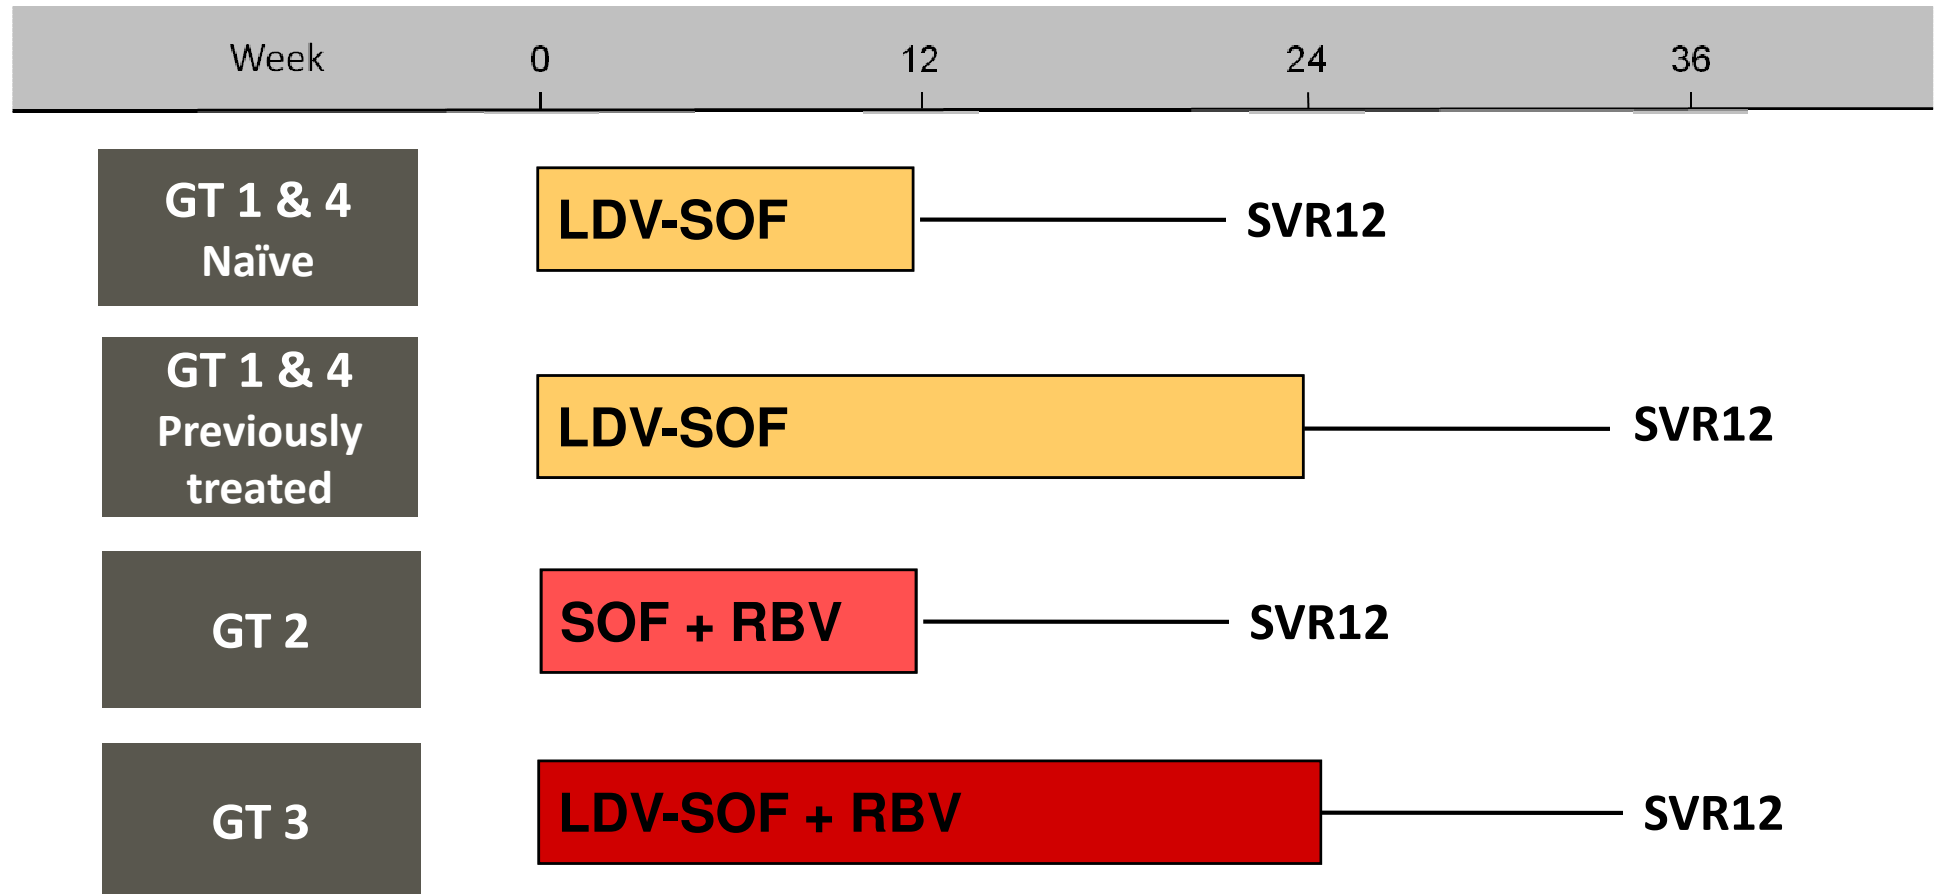 Week 0 12 24 36
GT 1 & 4
Naïve
LDV-SOF
SVR12
GT 1 & 4
Previously
treated
LDV-SOF
SVR12
GT 2
SOF + RBV
SVR12
GT 3
LDV-SOF + RBV
SVR12